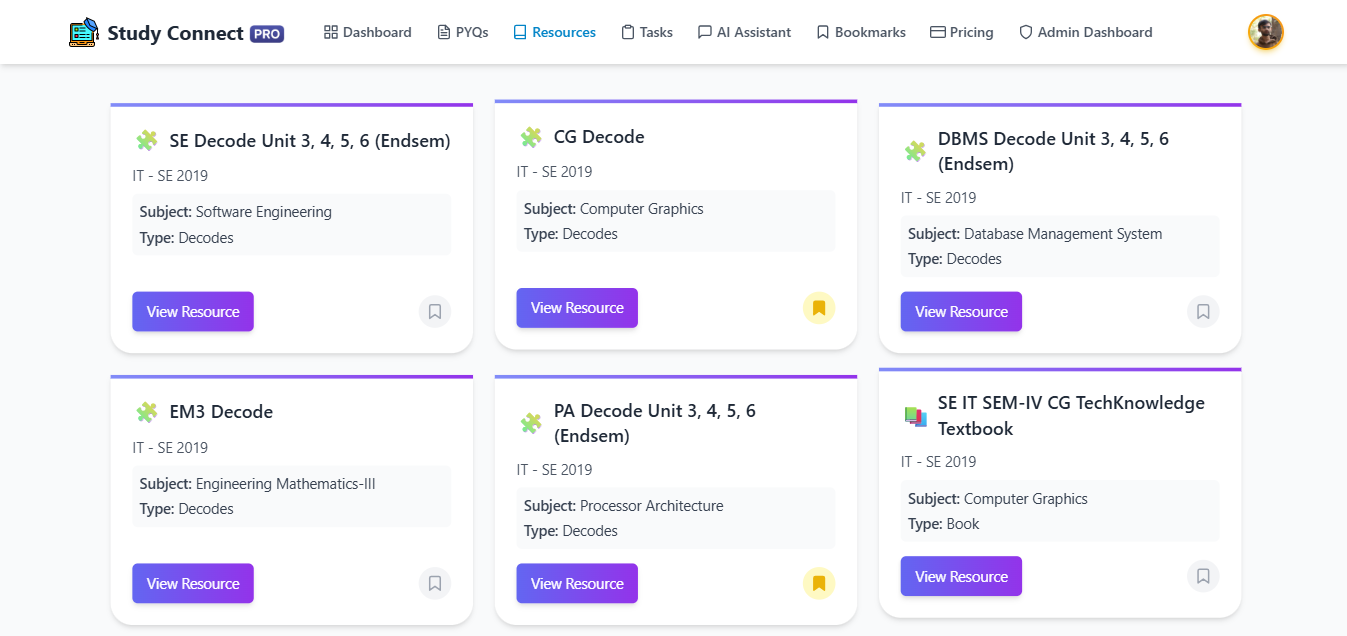 Study Connect PRO
Dashboard
PYQs
Resources
Tasks
AI Assistant
Bookmarks
Pricing
Admin Dashboard
SE Decode Unit 3, 4, 5, 6 (Endsem)
IT - SE 2019
Subject: Software Engineering
Type: Decodes
View Resource
CG Decode
IT - SE 2019
Subject: Computer Graphics
Type: Decodes
View Resource
DBMS Decode Unit 3, 4, 5, 6
(Endsem)
IT - SE 2019
Subject: Database Management System
Type: Decodes
View Resource
EM3 Decode
IT - SE 2019
Subject: Engineering Mathematics-III
Type: Decodes
View Resource
PA Decode Unit 3, 4, 5, 6
(Endsem)
IT - SE 2019
Subject: Processor Architecture
Type: Decodes
View Resource
SE IT SEM-IV CG TechKnowledge
Textbook
IT - SE 2019
Subject: Computer Graphics
Type: Book
View Resource